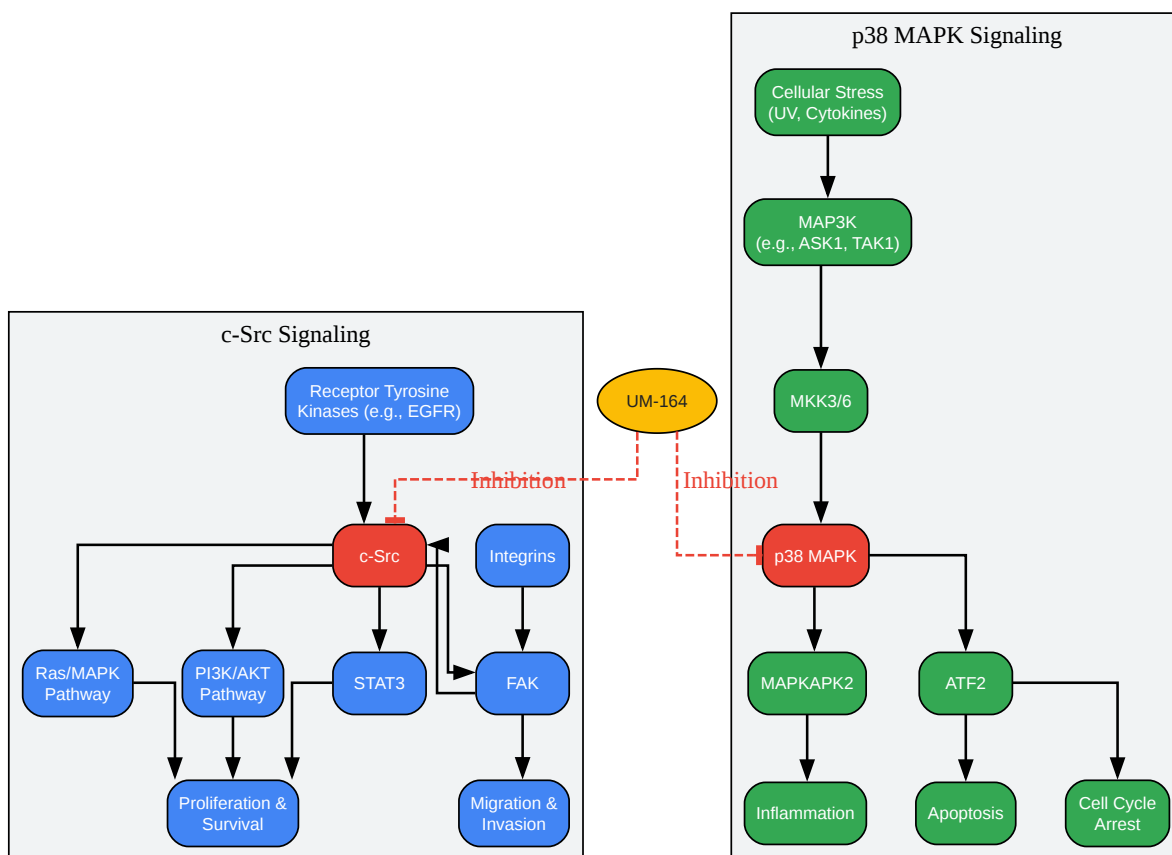 p38 MAPK Signaling
Cellular Stress
(UV, Cytokines)
MAP3K
(e.g., ASK1, TAK1)
c-Src Signaling
Receptor Tyrosine
Kinases (e.g., EGFR)
UM-164
MKK3/6
Inhibition
Inhibition
c-Src
Integrins
p38 MAPK
Ras/MAPK
Pathway
PI3K/AKT
Pathway
STAT3
FAK
MAPKAPK2
ATF2
Proliferation &
Survival
Migration &
Invasion
Inflammation
Apoptosis
Cell Cycle
Arrest